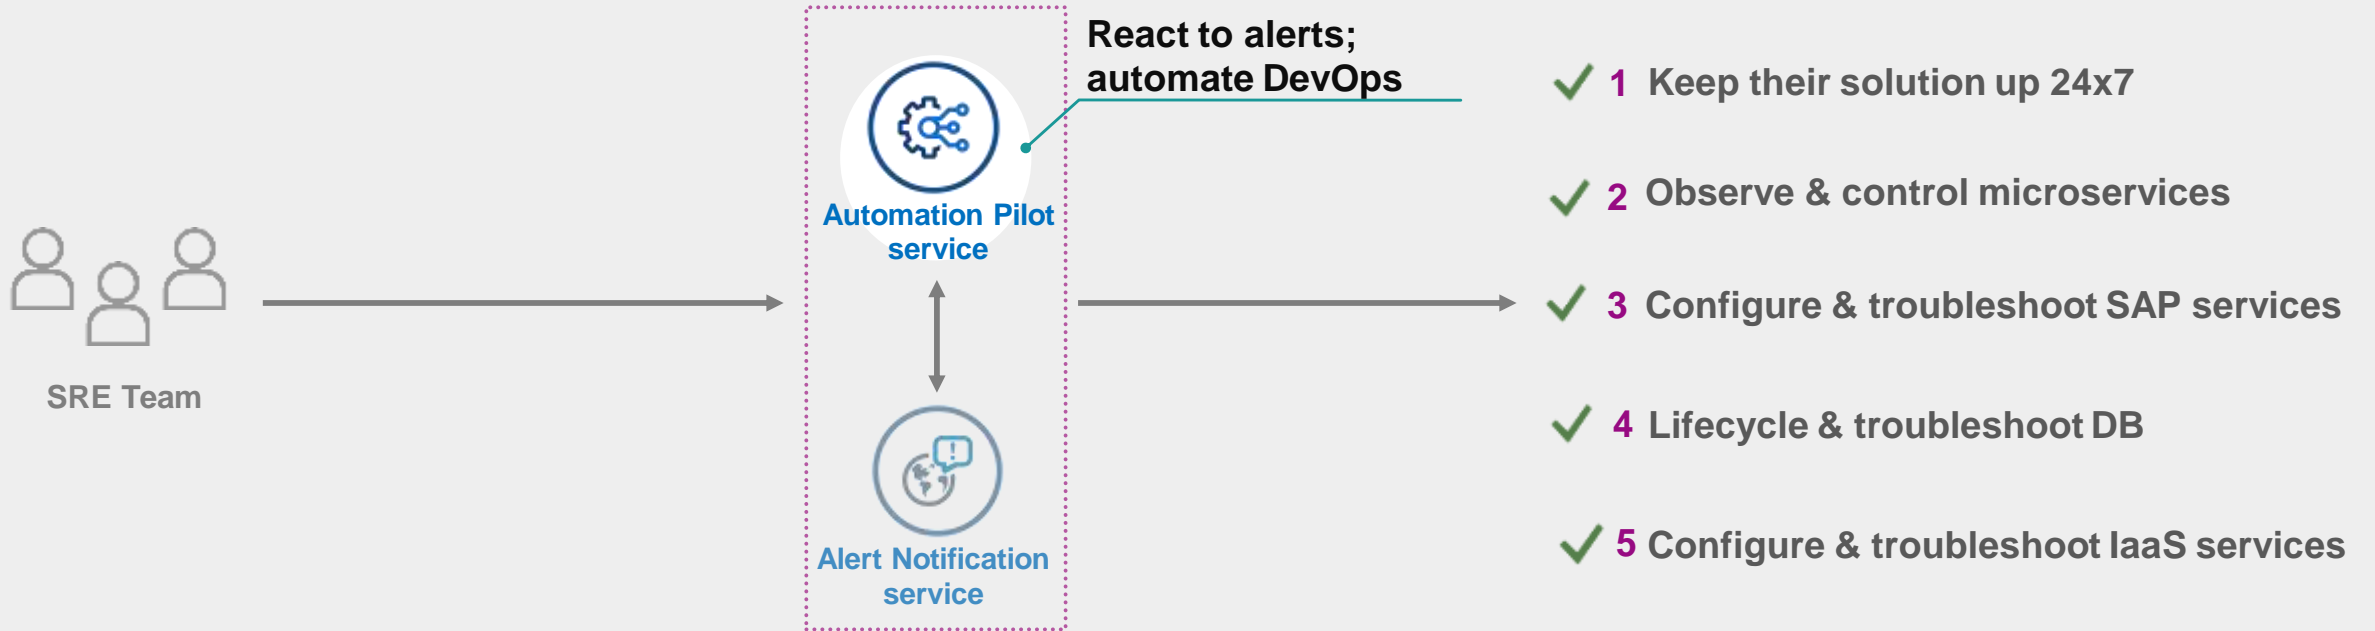 React to alerts;
automate DevOps
Automation Pilot
service
SRE Team
Alert Notification
service
1 Keep their solution up 24x7
2 Observe & control microservices
3 Configure & troubleshoot SAP services
4 Lifecycle & troubleshoot DB
5 Configure & troubleshoot IaaS services